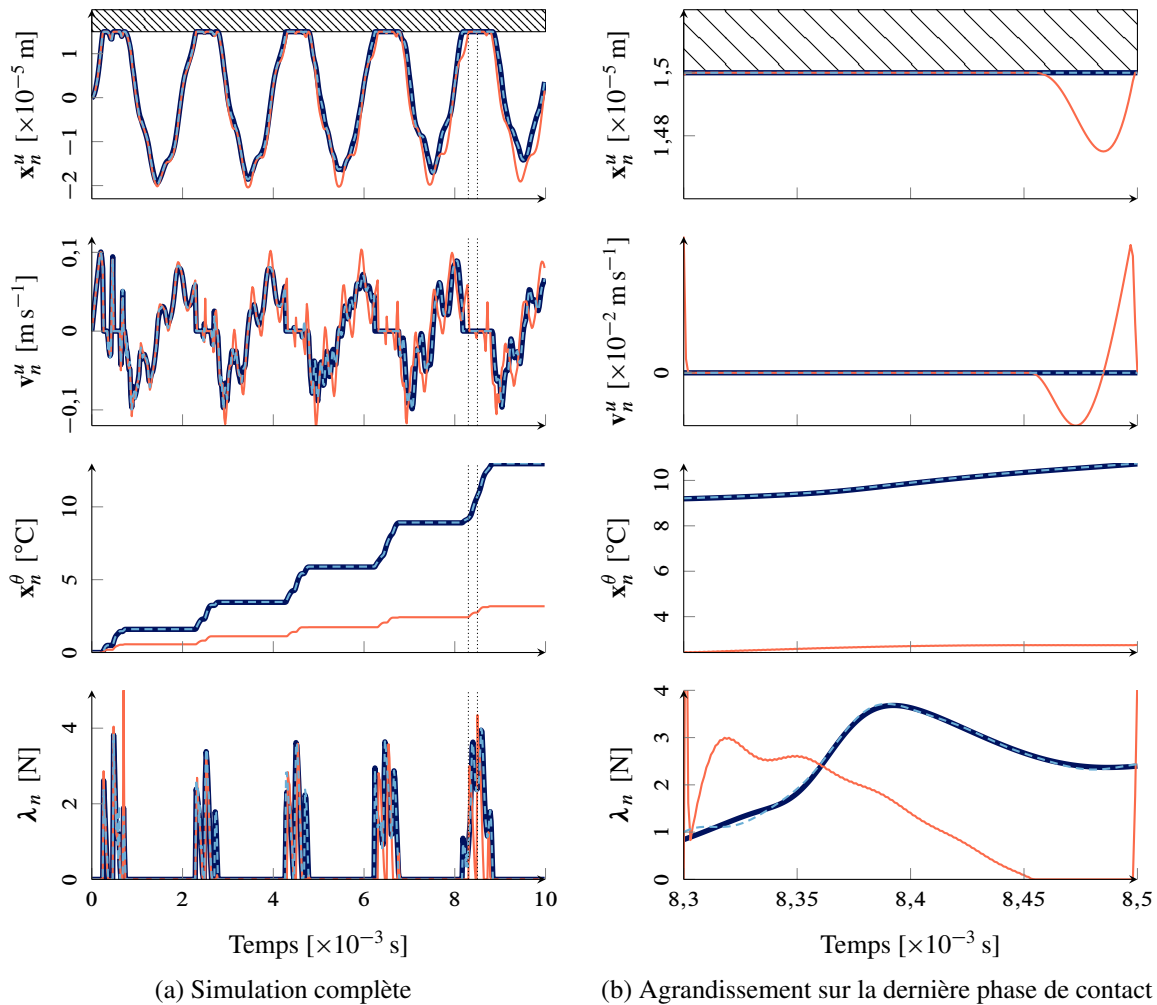 x_n^u [×10^−5 m]
1
0
−1
−2
x_n^u [×10^−5 m]
1,5
1,48
v_n^u [m s^−1]
0,1
0
−0,1
v_n^u [×10^−2 m s^−1]
0
x_n^θ [°C]
10
5
0
x_n^θ [°C]
10
8
6
4
λ_n [N]
4
2
0
0 2 4 6 8 10
Temps [×10^−3 s]
λ_n [N]
4
3
2
1
0
8,3 8,35 8,4 8,45 8,5
Temps [×10^−3 s]
(a) Simulation complète
(b) Agrandissement sur la dernière phase de contact